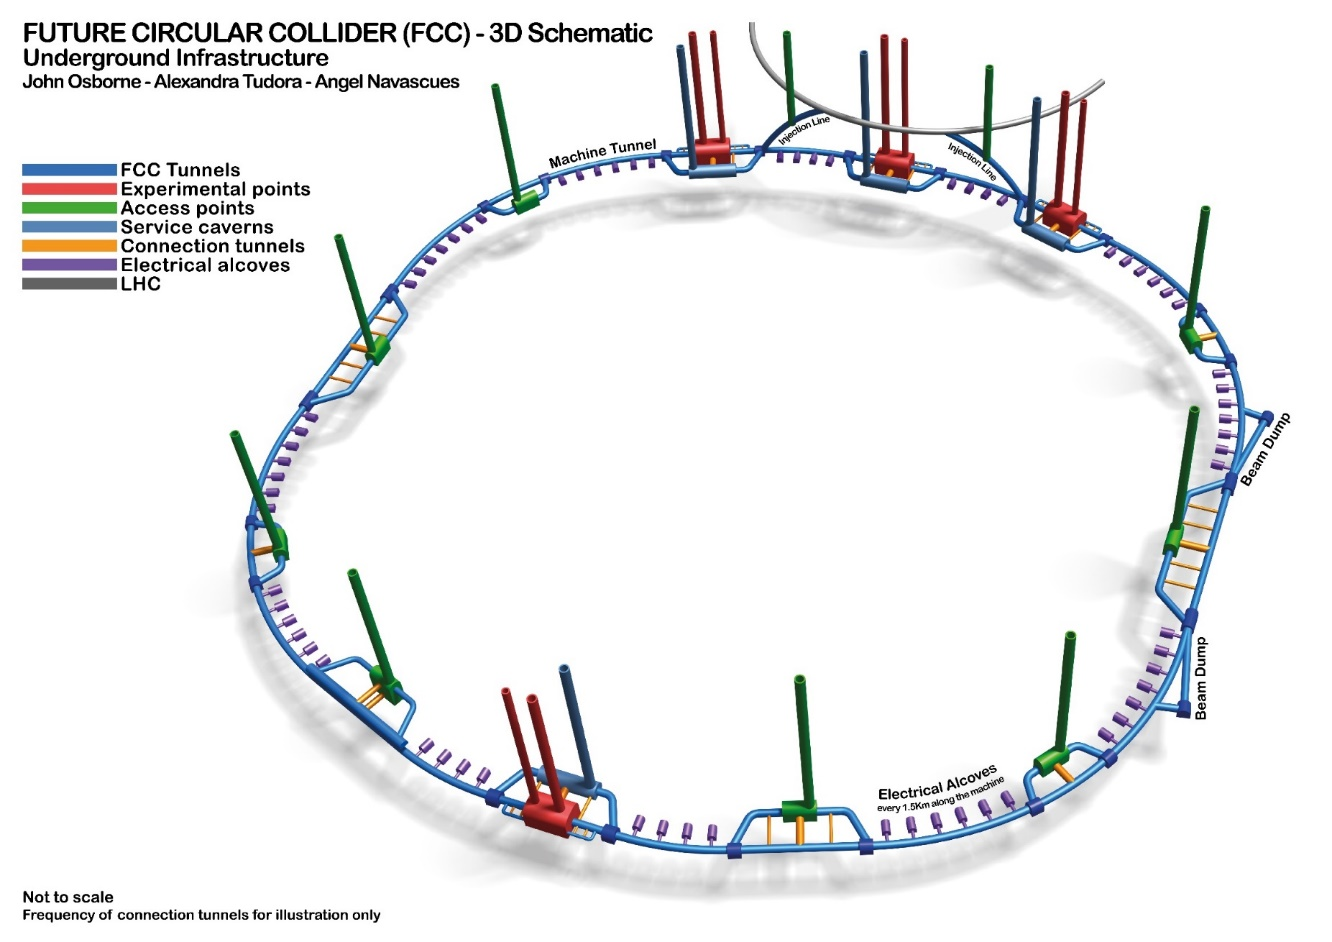 FUTURE CIRCULAR COLLIDER (FCC) - 3D Schematic
Underground Infrastructure
John Osborne - Alexandra Tudora - Angel Navascues
FCC Tunnels
Experimental points
Access points
Service caverns
Connection tunnels
Electrical alcoves
LHC
Machine Tunnel
Injection Line
Injection Line
Beam Dump
Beam Dump
Electrical Alcoves
every 1.5Km along the machine
Not to scale
Frequency of connection tunnels for illustration only